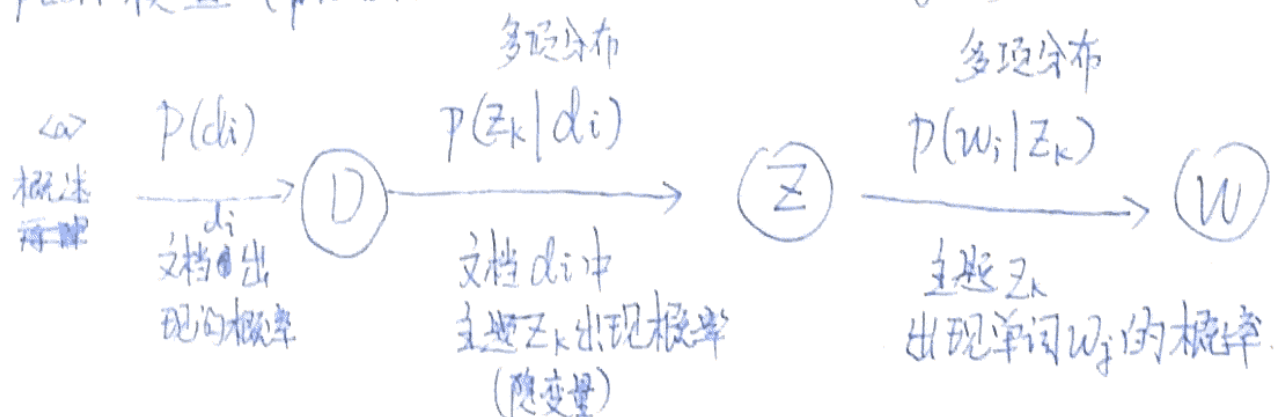 多项分布
多项分布
<a>
P(di)
P(Zk|di)
P(wj|Zk)
概述
D
Z
W
di
文档出
现的概率
文档di中
主题Zk出现概率
(隐变量)
主题Zk
出现单词wj的概率